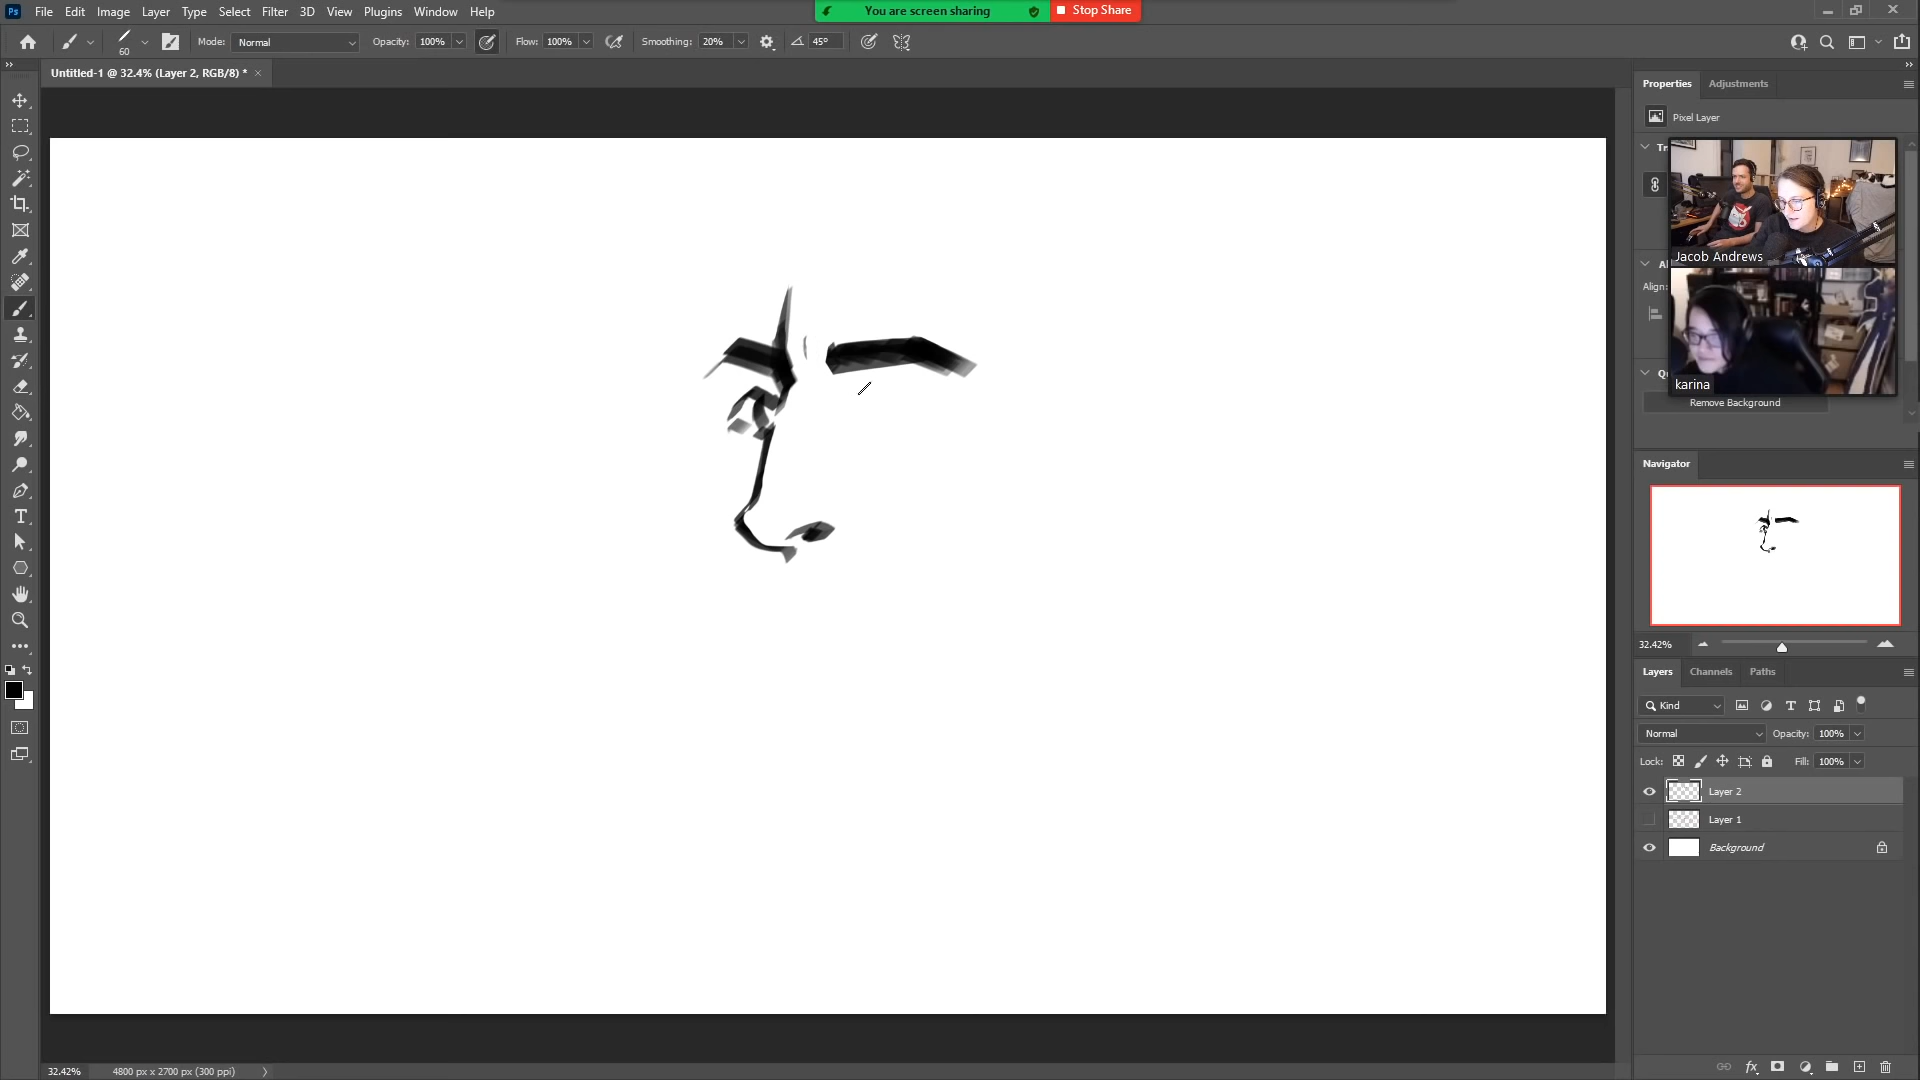 Ps File Edit Image Layer Type Select Filter 3D View Plugins Window Help
You are screen sharing Stop Share
60 Mode: Normal Opacity: 100% Flow: 100% Smoothing: 20% 45°
Untitled-1 @ 32.4% (Layer 2, RGB/8) * ×
Properties Adjustments
Pixel Layer
Jacob Andrews
Align:
karina
Remove Background
Navigator
32.42%
Layers Channels Paths
Kind
Normal Opacity: 100%
Lock: Fill: 100%
Layer 2
Layer 1
Background
fx
32.42% 4800 px x 2700 px (300 ppi)